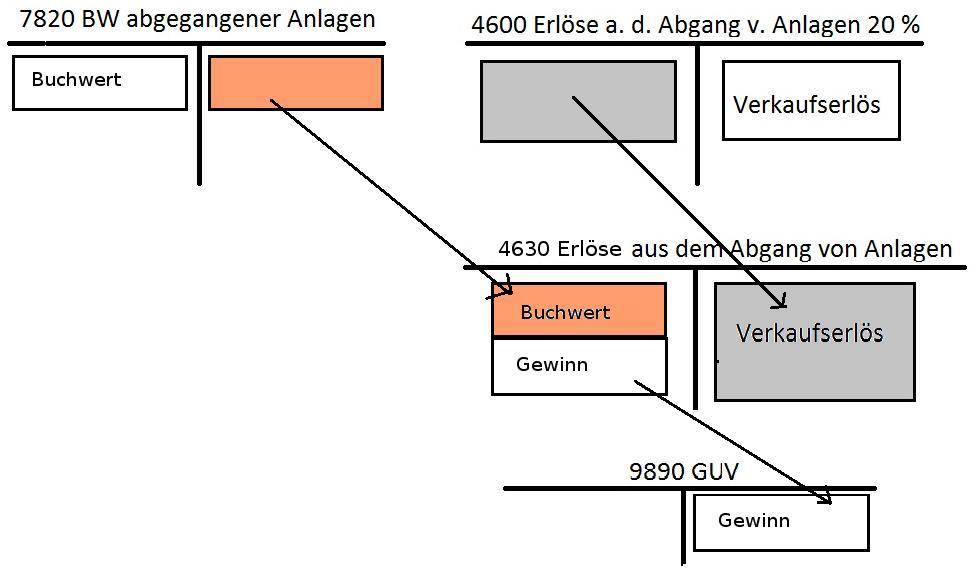 7820 BW abgegangener Anlagen
4600 Erlöse a. d. Abgang v. Anlagen 20 %
Buchwert
Verkaufserlös
4630 Erlöse aus dem Abgang von Anlagen
Buchwert
Verkaufserlös
Gewinn
9890 GUV
Gewinn